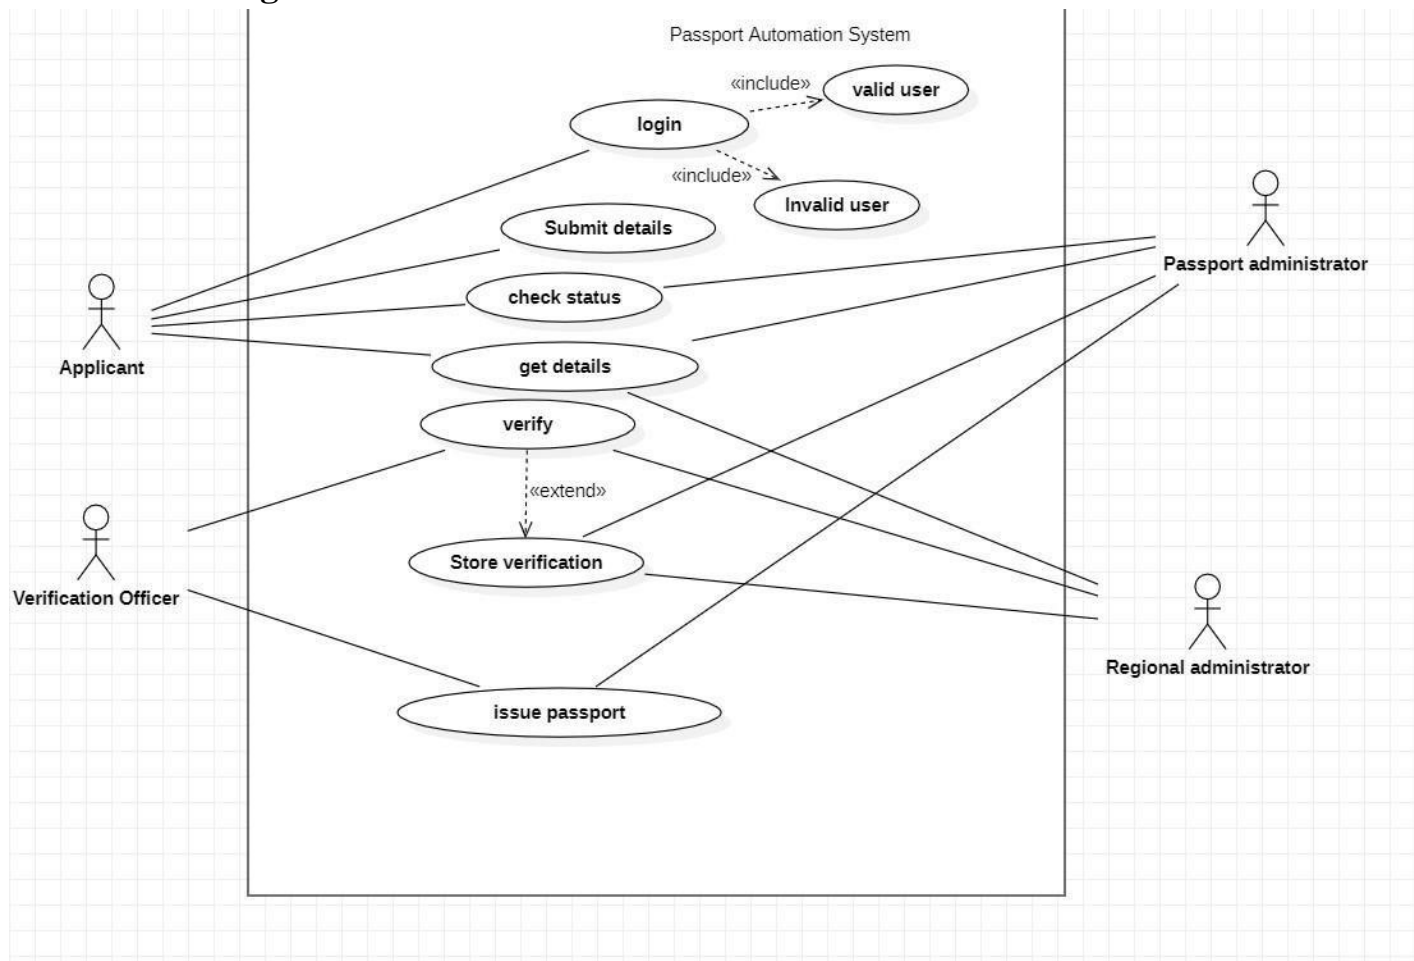 Passport Automation System
«include»
valid user
login
«include»
Invalid user
Submit details
Passport administrator
check status
Applicant
get details
verify
«extend»
Store verification
Verification Officer
Regional administrator
issue passport